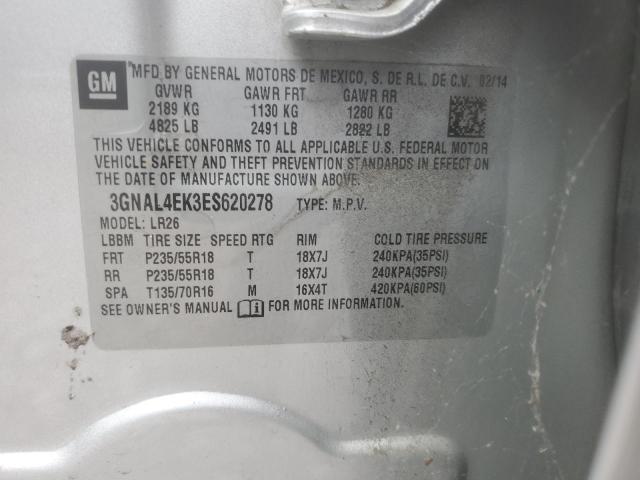 GM
MFD BY GENERAL MOTORS DE MEXICO, S. DE R.L. DE C.V. 02/14
GVWR GAWR FRT GAWR RR
2189 KG 1130 KG 1280 KG
4825 LB 2491 LB 2822 LB
THIS VEHICLE CONFORMS TO ALL APPLICABLE U.S. FEDERAL MOTOR
VEHICLE SAFETY AND THEFT PREVENTION STANDARDS IN EFFECT ON
THE DATE OF MANUFACTURE SHOWN ABOVE.
3GNAL4EK3ES620278 TYPE: M.P.V.
MODEL: LR26
LBBM TIRE SIZE SPEED RTG RIM COLD TIRE PRESSURE
FRT P235/55R18 T 18X7J 240KPA(35PSI)
RR P235/55R18 T 18X7J 240KPA(35PSI)
SPA T135/70R16 M 16X4T 420KPA(60PSI)
SEE OWNER'S MANUAL FOR MORE INFORMATION.